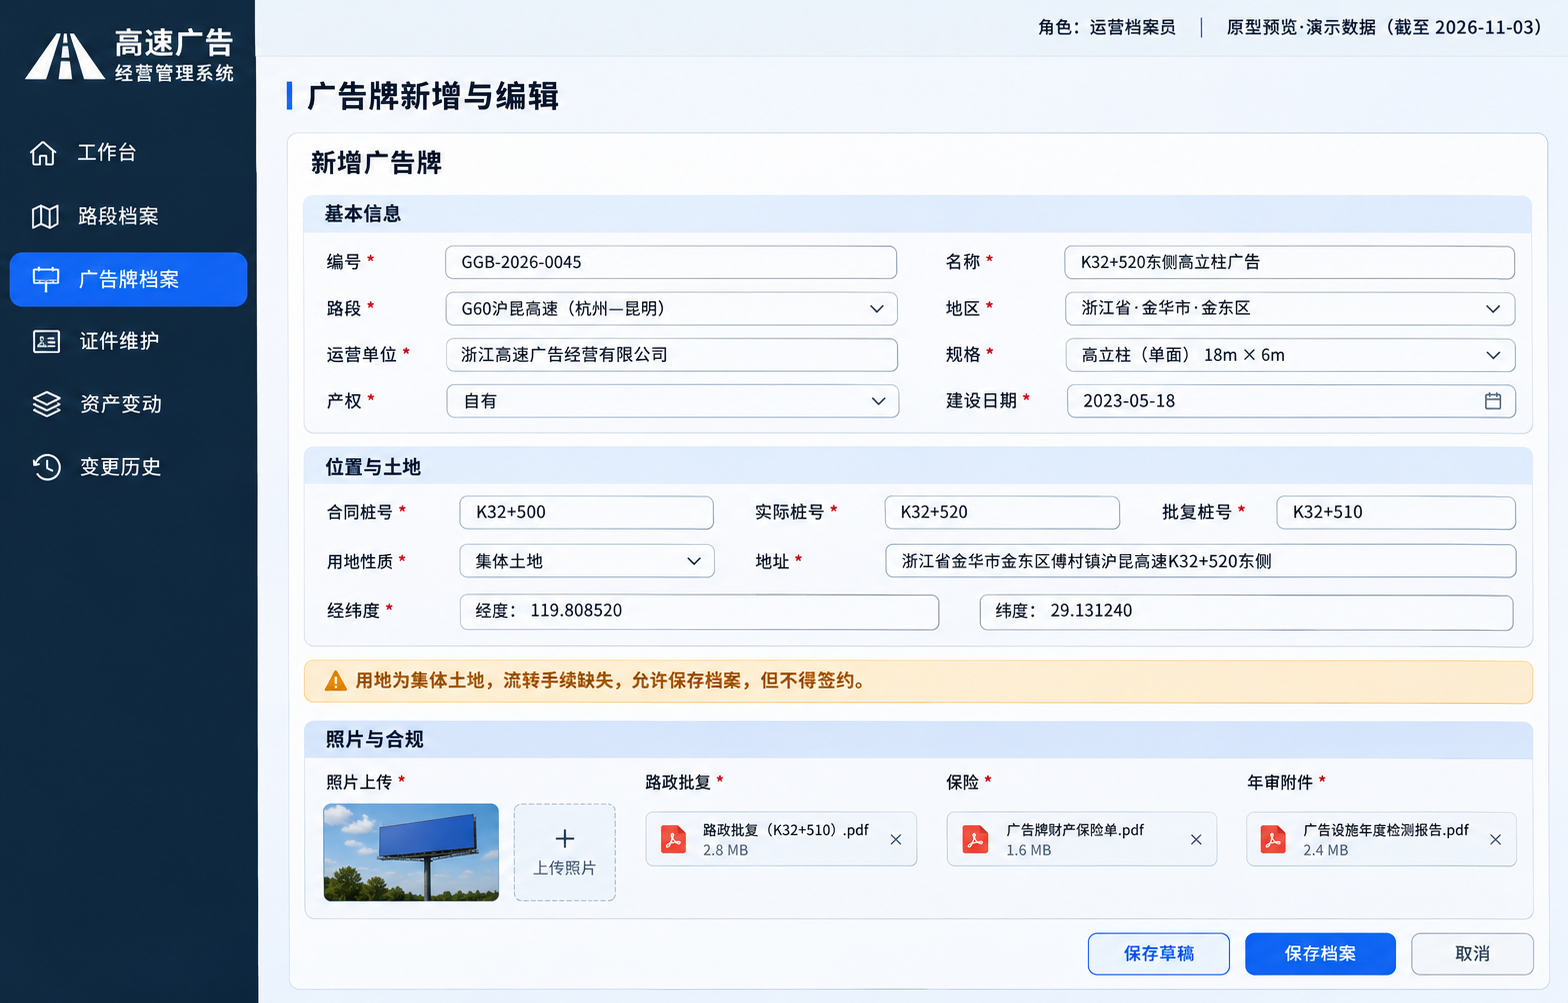 高速广告
经营管理系统
角色：运营档案员 | 原型预览·演示数据（截至 2026-11-03）
工作台
路段档案
广告牌档案
证件维护
资产变动
变更历史
广告牌新增与编辑
新增广告牌
基本信息
编号 * GGB-2026-0045 名称 * K32+520东侧高立柱广告
路段 * G60沪昆高速（杭州—昆明） 地区 * 浙江省·金华市·金东区
运营单位 * 浙江高速广告经营有限公司 规格 * 高立柱（单面） 18m × 6m
产权 * 自有 建设日期 * 2023-05-18
位置与土地
合同桩号 * K32+500 实际桩号 * K32+520 批复桩号 * K32+510
用地性质 * 集体土地 地址 * 浙江省金华市金东区傅村镇沪昆高速K32+520东侧
经纬度 * 经度： 119.808520 纬度： 29.131240
用地为集体土地，流转手续缺失，允许保存档案，但不得签约。
照片与合规
照片上传 * 路政批复 * 保险 * 年审附件 *
上传照片
路政批复（K32+510）.pdf
2.8 MB
广告牌财产保险单.pdf
1.6 MB
广告设施年度检测报告.pdf
2.4 MB
保存草稿 保存档案 取消